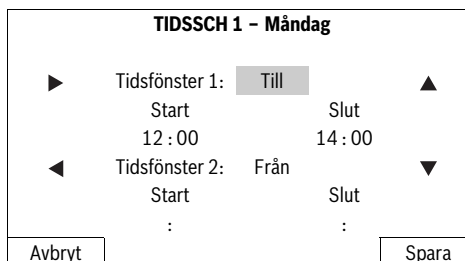 TIDSSCH 1 – Måndag
Tidsfönster 1: Till
Start Slut
12 : 00 14 : 00
Tidsfönster 2: Från
Start Slut
: :
Avbryt Spara